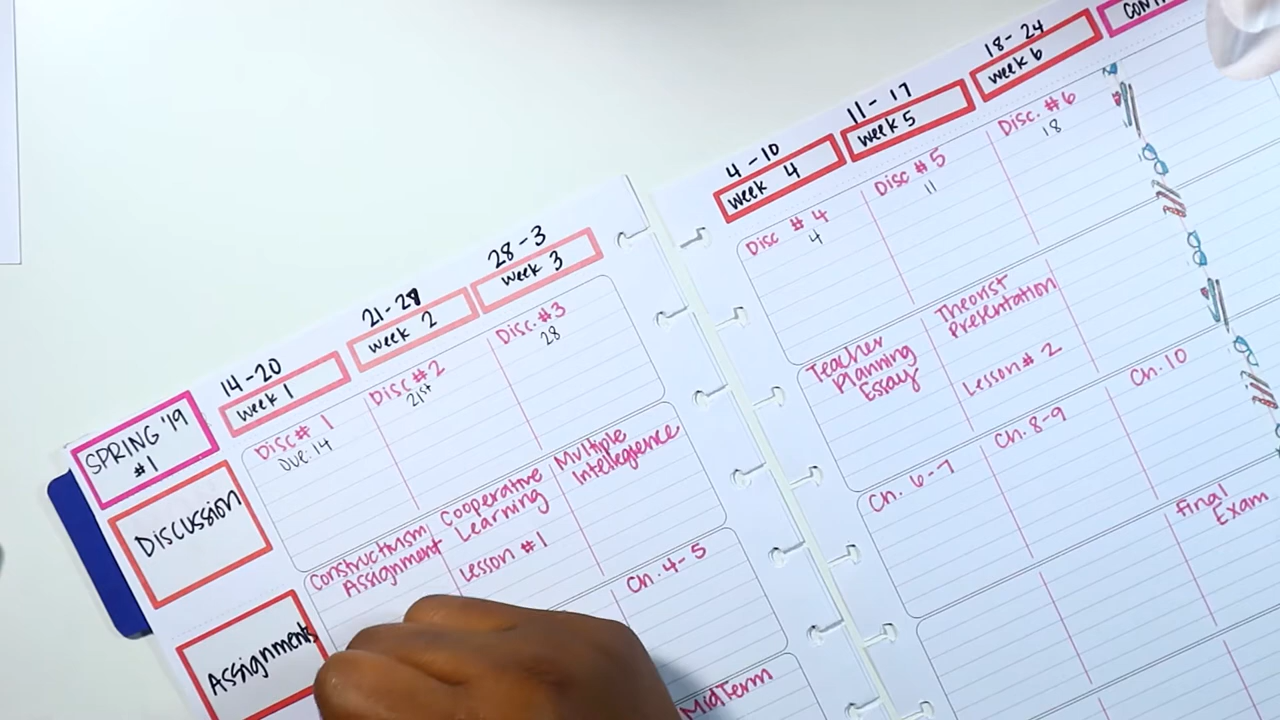 14-20
21-28
28-3
4-10
11-17
18-24
SPRING '19
#1
week 1
week 2
week 3
week 4
week 5
week 6
Discussion
Disc# 1
Due: 14
Disc #2
21st
Disc. #3
28
Disc # 4
4
Disc # 5
11
Disc. #6
18
Assignments
Constructivism
Assignment
Cooperative
Learning
Lesson #1
Multiple
Intellegience
Teacher
Planning
Essay
Theorist
Presentation
Lesson # 2
Ch. 4-5
Ch. 6-7
Ch. 8-9
Ch. 10
MidTerm
Final
Exam